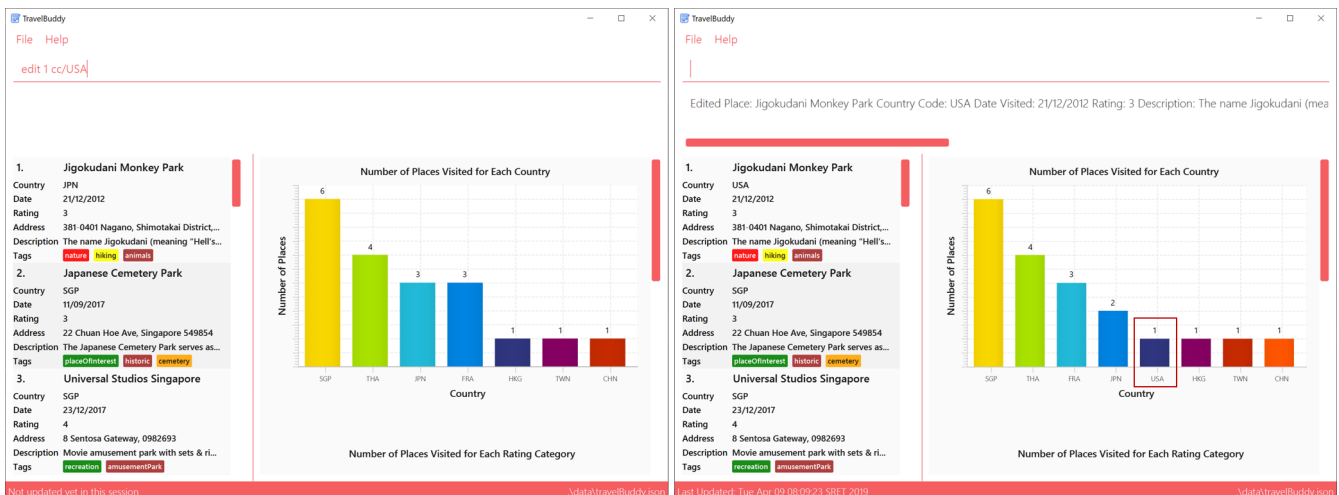 TravelBuddy
File Help
edit 1 cc/USA
1. Jigokudani Monkey Park
Country JPN
Date 21/12/2012
Rating 3
Address 381-0401 Nagano, Shimotakai District,...
Description The name Jigokudani (meaning "Hell's...
Tags nature hiking animals
2. Japanese Cemetery Park
Country SGP
Date 11/09/2017
Rating 3
Address 22 Chuan Hoe Ave, Singapore 549854
Description The Japanese Cemetery Park serves as...
Tags placeOfInterest historic cemetery
3. Universal Studios Singapore
Country SGP
Date 23/12/2017
Rating 4
Address 8 Sentosa Gateway, 0982693
Description Movie amusement park with sets & ri...
Tags recreation amusementPark
Number of Places Visited for Each Country
Number of Places
6 4 3 3 1 1 1
SGP THA JPN FRA HKG TWN CHN
Country
Number of Places Visited for Each Rating Category
Not updated yet in this session \data\travelBuddy.json
TravelBuddy
File Help
Edited Place: Jigokudani Monkey Park Country Code: USA Date Visited: 21/12/2012 Rating: 3 Description: The name Jigokudani (mea
1. Jigokudani Monkey Park
Country USA
Date 21/12/2012
Rating 3
Address 381-0401 Nagano, Shimotakai District,...
Description The name Jigokudani (meaning "Hell's...
Tags nature hiking animals
2. Japanese Cemetery Park
Country SGP
Date 11/09/2017
Rating 3
Address 22 Chuan Hoe Ave, Singapore 549854
Description The Japanese Cemetery Park serves as...
Tags placeOfInterest historic cemetery
3. Universal Studios Singapore
Country SGP
Date 23/12/2017
Rating 4
Address 8 Sentosa Gateway, 0982693
Description Movie amusement park with sets & ri...
Tags recreation amusementPark
Number of Places Visited for Each Country
Number of Places
6 4 3 2 1 1 1 1
SGP THA FRA JPN USA HKG TWN CHN
Country
Number of Places Visited for Each Rating Category
Last Updated: Tue Apr 09 08:09:23 SRET 2019 \data\travelBuddy.json